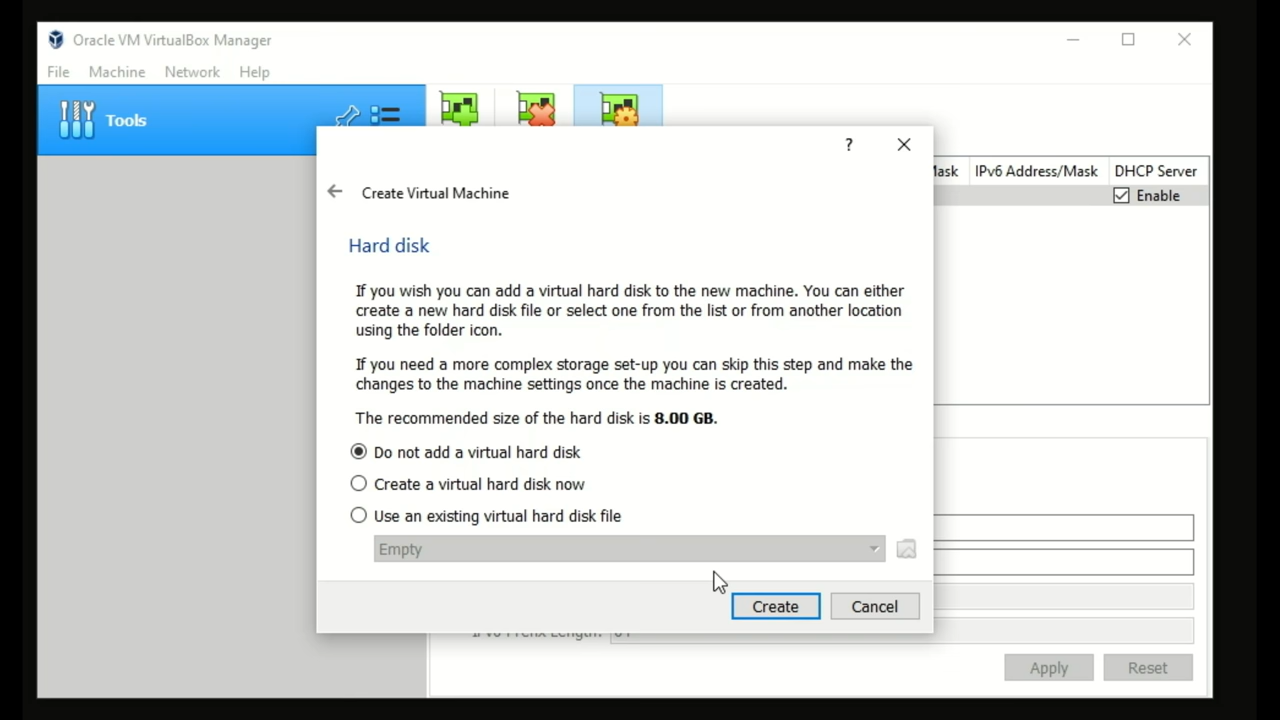 Oracle VM VirtualBox Manager
File Machine Network Help
Tools
?
Create Virtual Machine
Mask IPv6 Address/Mask DHCP Server
Enable
Hard disk
If you wish you can add a virtual hard disk to the new machine. You can either
create a new hard disk file or select one from the list or from another location
using the folder icon.
If you need a more complex storage set-up you can skip this step and make the
changes to the machine settings once the machine is created.
The recommended size of the hard disk is 8.00 GB.
Do not add a virtual hard disk
Create a virtual hard disk now
Use an existing virtual hard disk file
Empty
Create Cancel
IPv6 Prefix Length: 64
Apply Reset